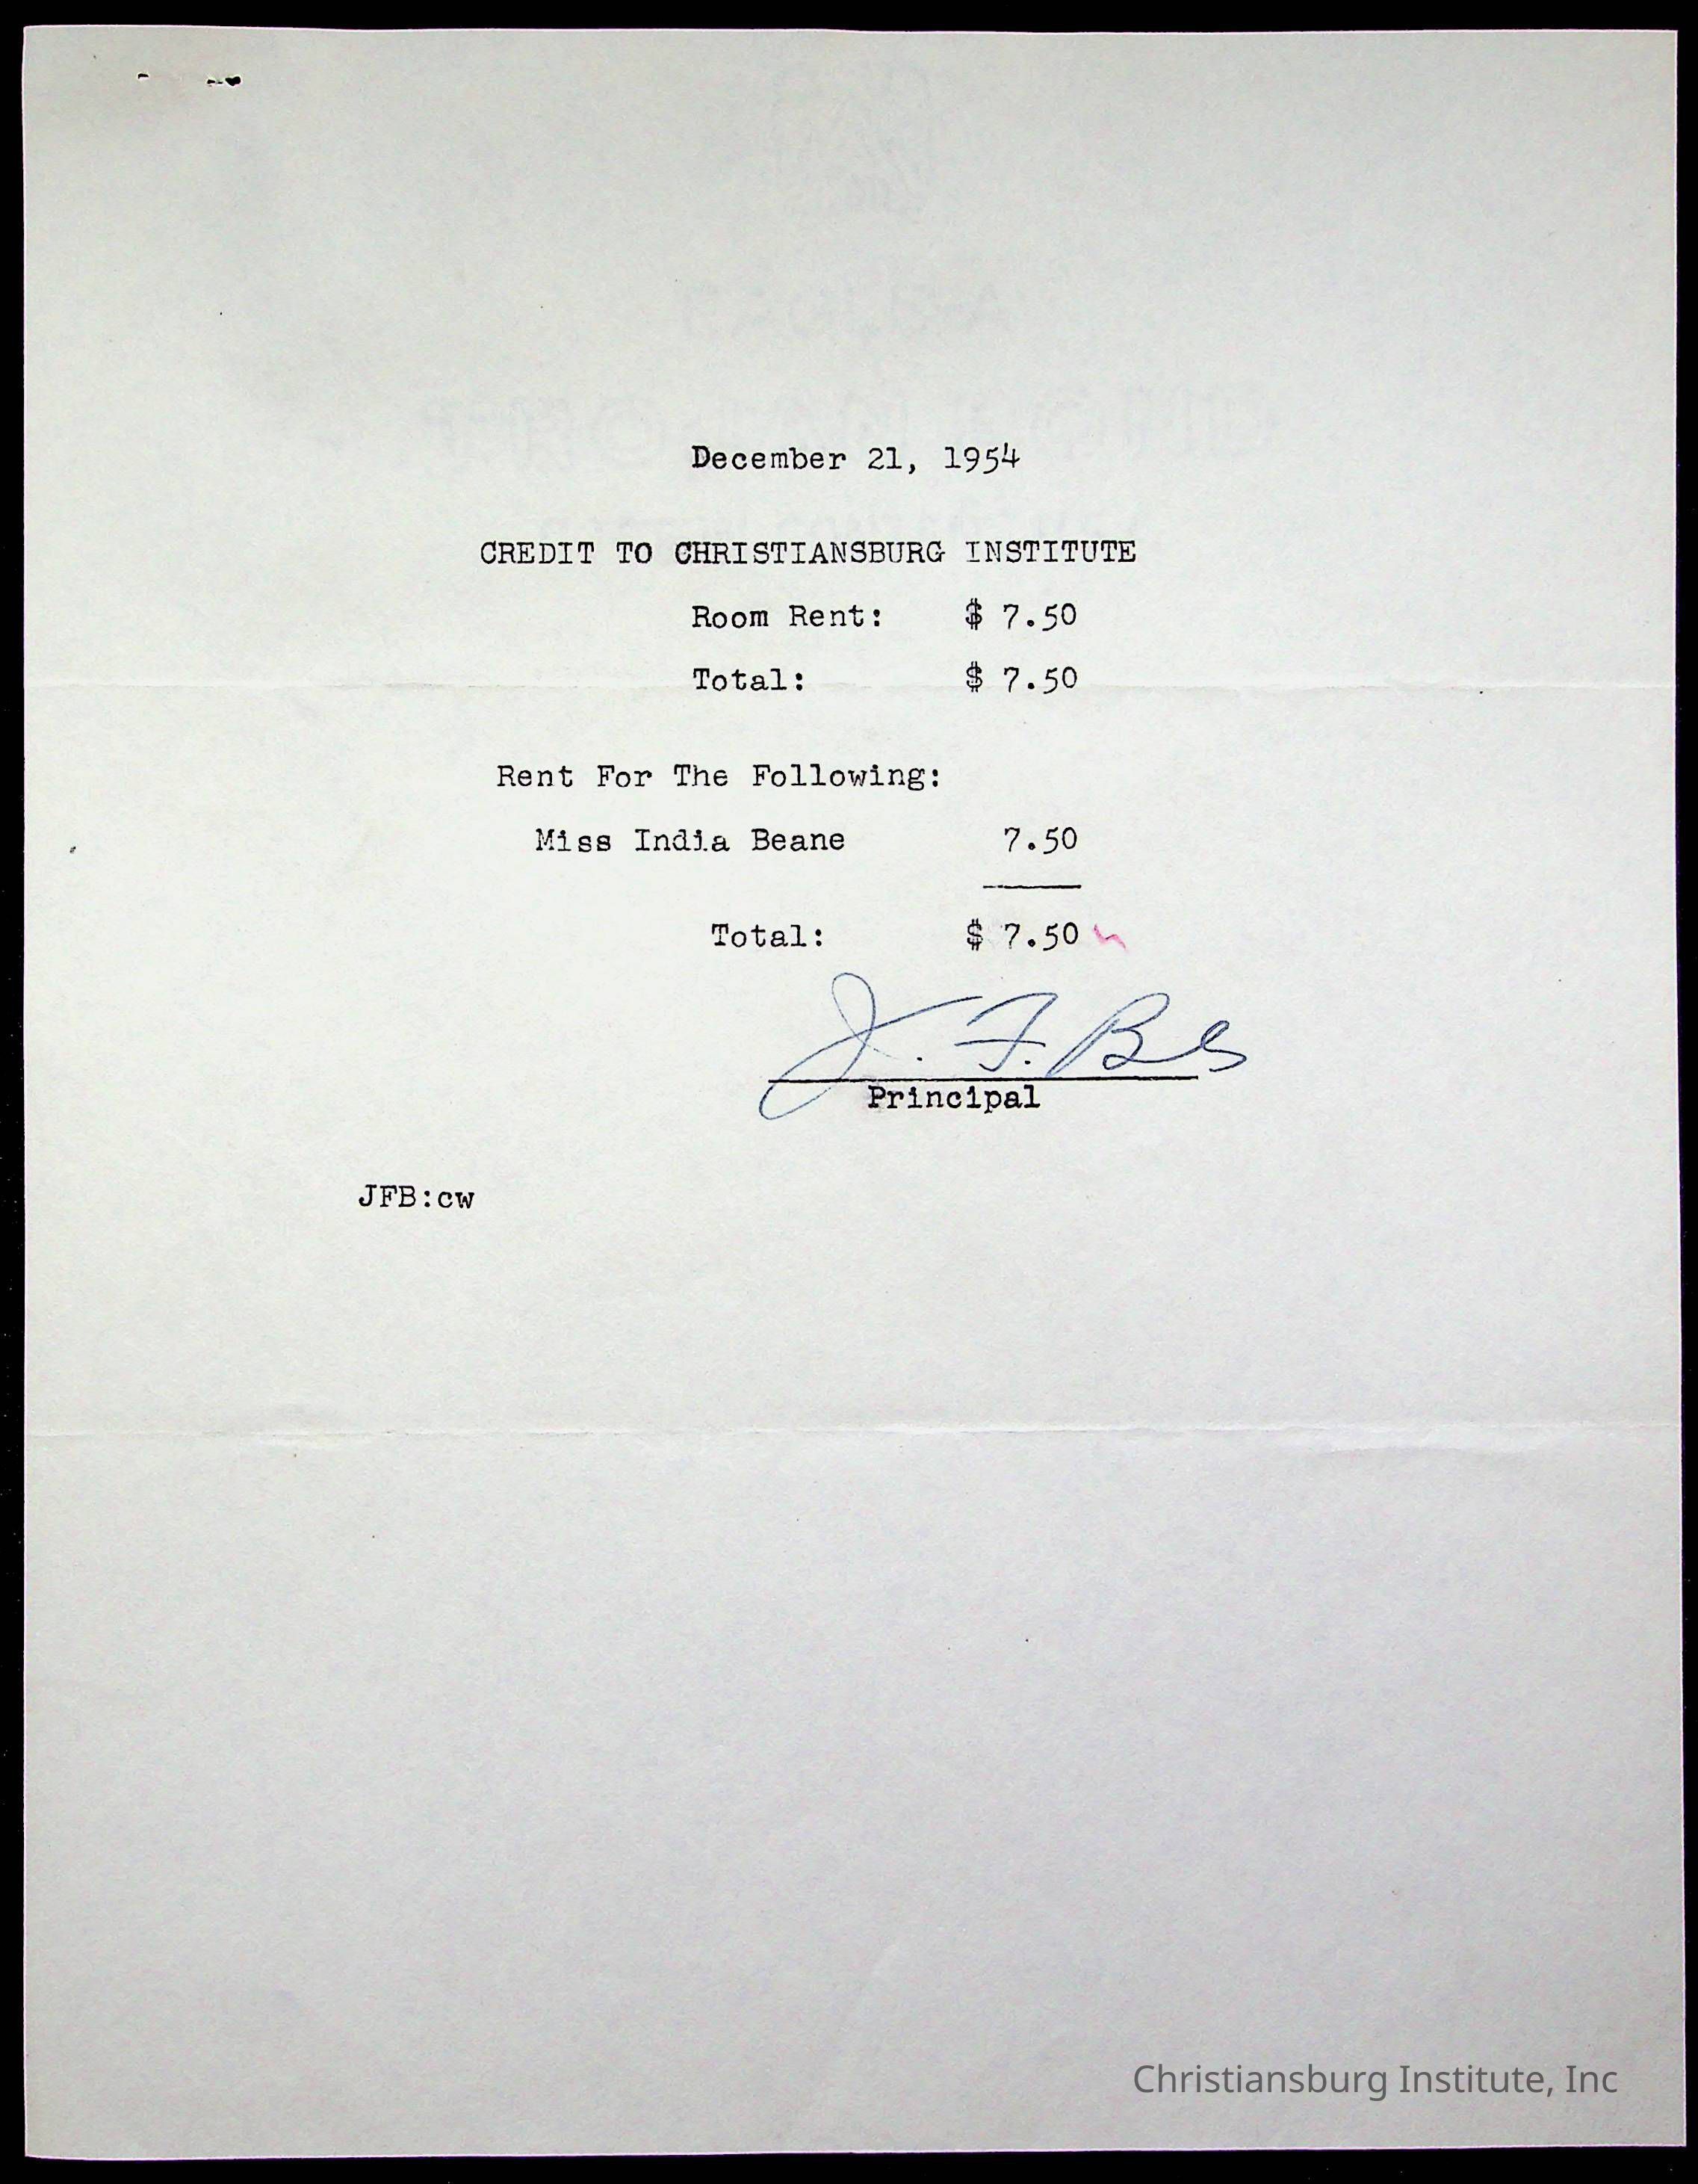 December 21, 1954
CREDIT TO CHRISTIANSBURG INSTITUTE
Room Rent: $ 7.50
Total: $ 7.50
Rent For The Following:
Miss India Beane 7.50
Total: $ 7.50
J. F. B
Principal
JFB:cw
Christiansburg Institute, Inc